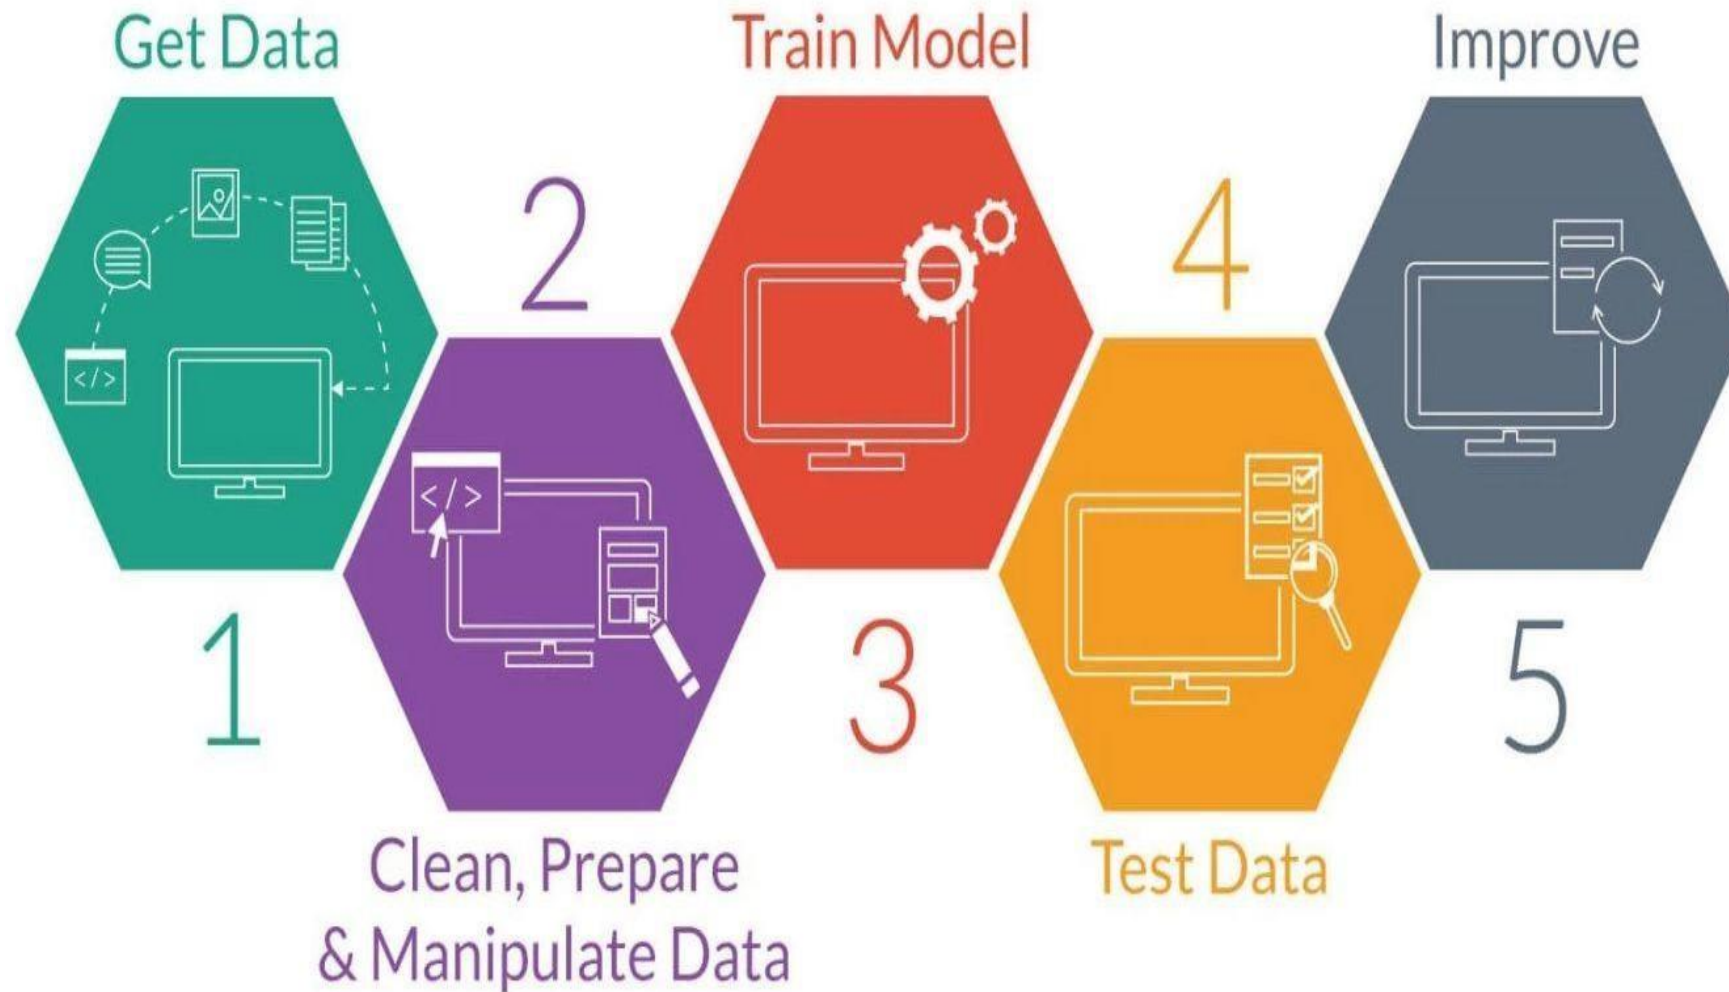 Get Data
1
2
Clean, Prepare
& Manipulate Data
Train Model
3
4
Test Data
Improve
5
</>
</>